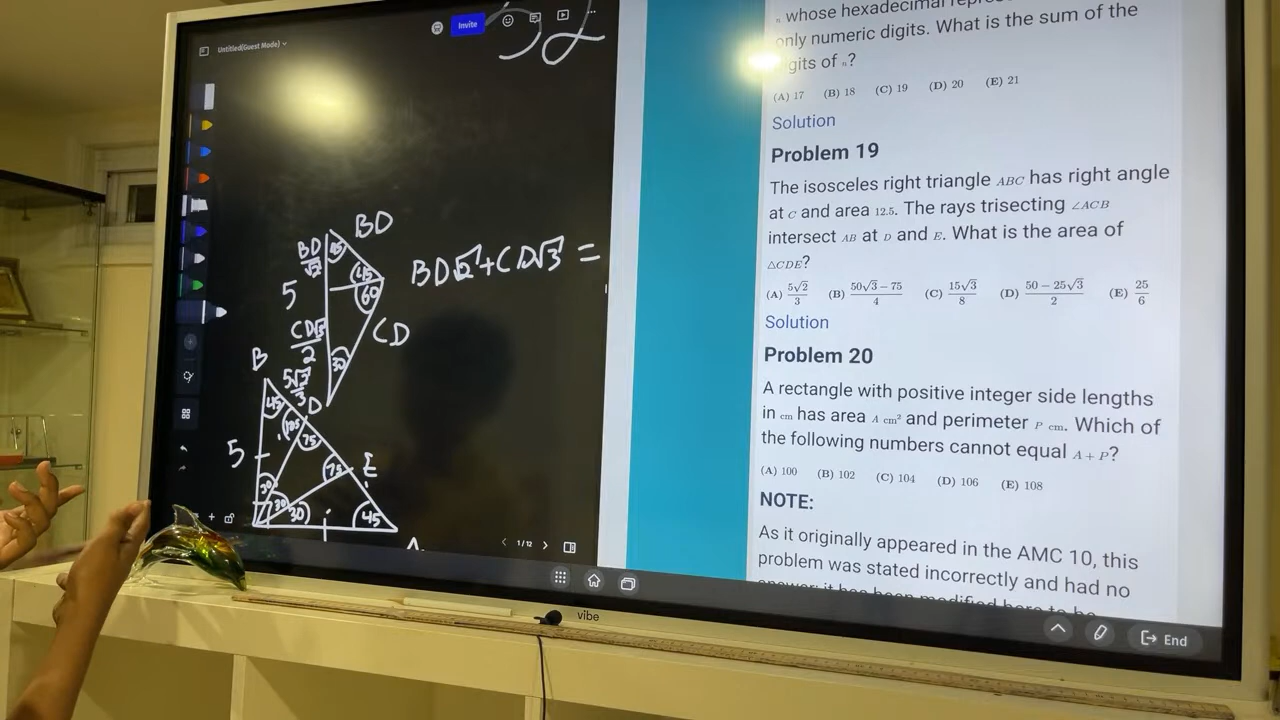 Untitled(Guest Mode)
Invite
52
BD
BD
√2
45
45
60
5
CD√3
2
30
CD
BD√2+CD√3 =
B
5√3
3
D
45
105
75
5
75
E
30
30
30
45
1/12
only numeric digits. What is the sum of the
digits of n?
(A) 17 (B) 18 (C) 19 (D) 20 (E) 21
Solution
Problem 19
The isosceles right triangle ABC has right angle
at C and area 12.5. The rays trisecting ∠ACB
intersect AB at D and E. What is the area of
△CDE?
(A) 5√2/3 (B) 50√3 − 75/4 (C) 15√3/8 (D) 50 − 25√3/2 (E) 25/6
Solution
Problem 20
A rectangle with positive integer side lengths
in cm has area A cm² and perimeter P cm. Which of
the following numbers cannot equal A + P?
(A) 100 (B) 102 (C) 104 (D) 106 (E) 108
NOTE:
As it originally appeared in the AMC 10, this
problem was stated incorrectly and had no
End
vibe